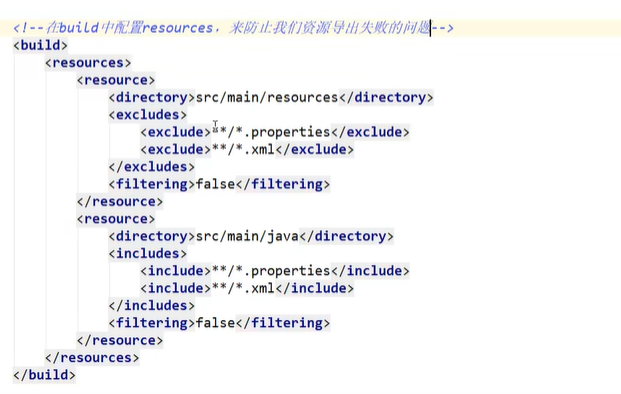 <!--在build中配置resources，来防止我们资源导出失败的问题-->
<build>
    <resources>
        <resource>
            <directory>src/main/resources</directory>
            <excludes>
                <exclude>**/*.properties</exclude>
                <exclude>**/*.xml</exclude>
            </excludes>
            <filtering>false</filtering>
        </resource>
        <resource>
            <directory>src/main/java</directory>
            <includes>
                <include>**/*.properties</include>
                <include>**/*.xml</include>
            </includes>
            <filtering>false</filtering>
        </resource>
    </resources>
</build>